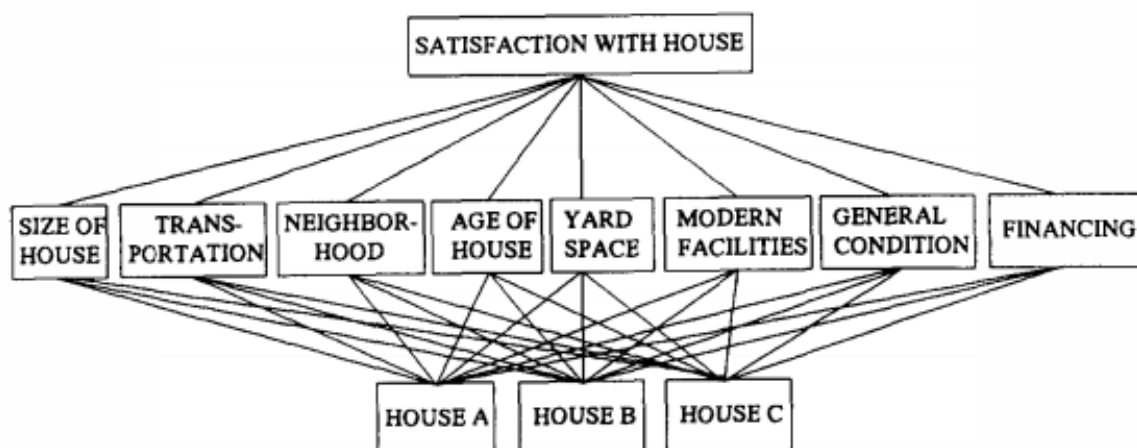 SATISFACTION WITH HOUSE
SIZE OF
HOUSE
TRANS-
PORTATION
NEIGHBOR-
HOOD
AGE OF
HOUSE
YARD
SPACE
MODERN
FACILITIES
GENERAL
CONDITION
FINANCING
HOUSE A
HOUSE B
HOUSE C